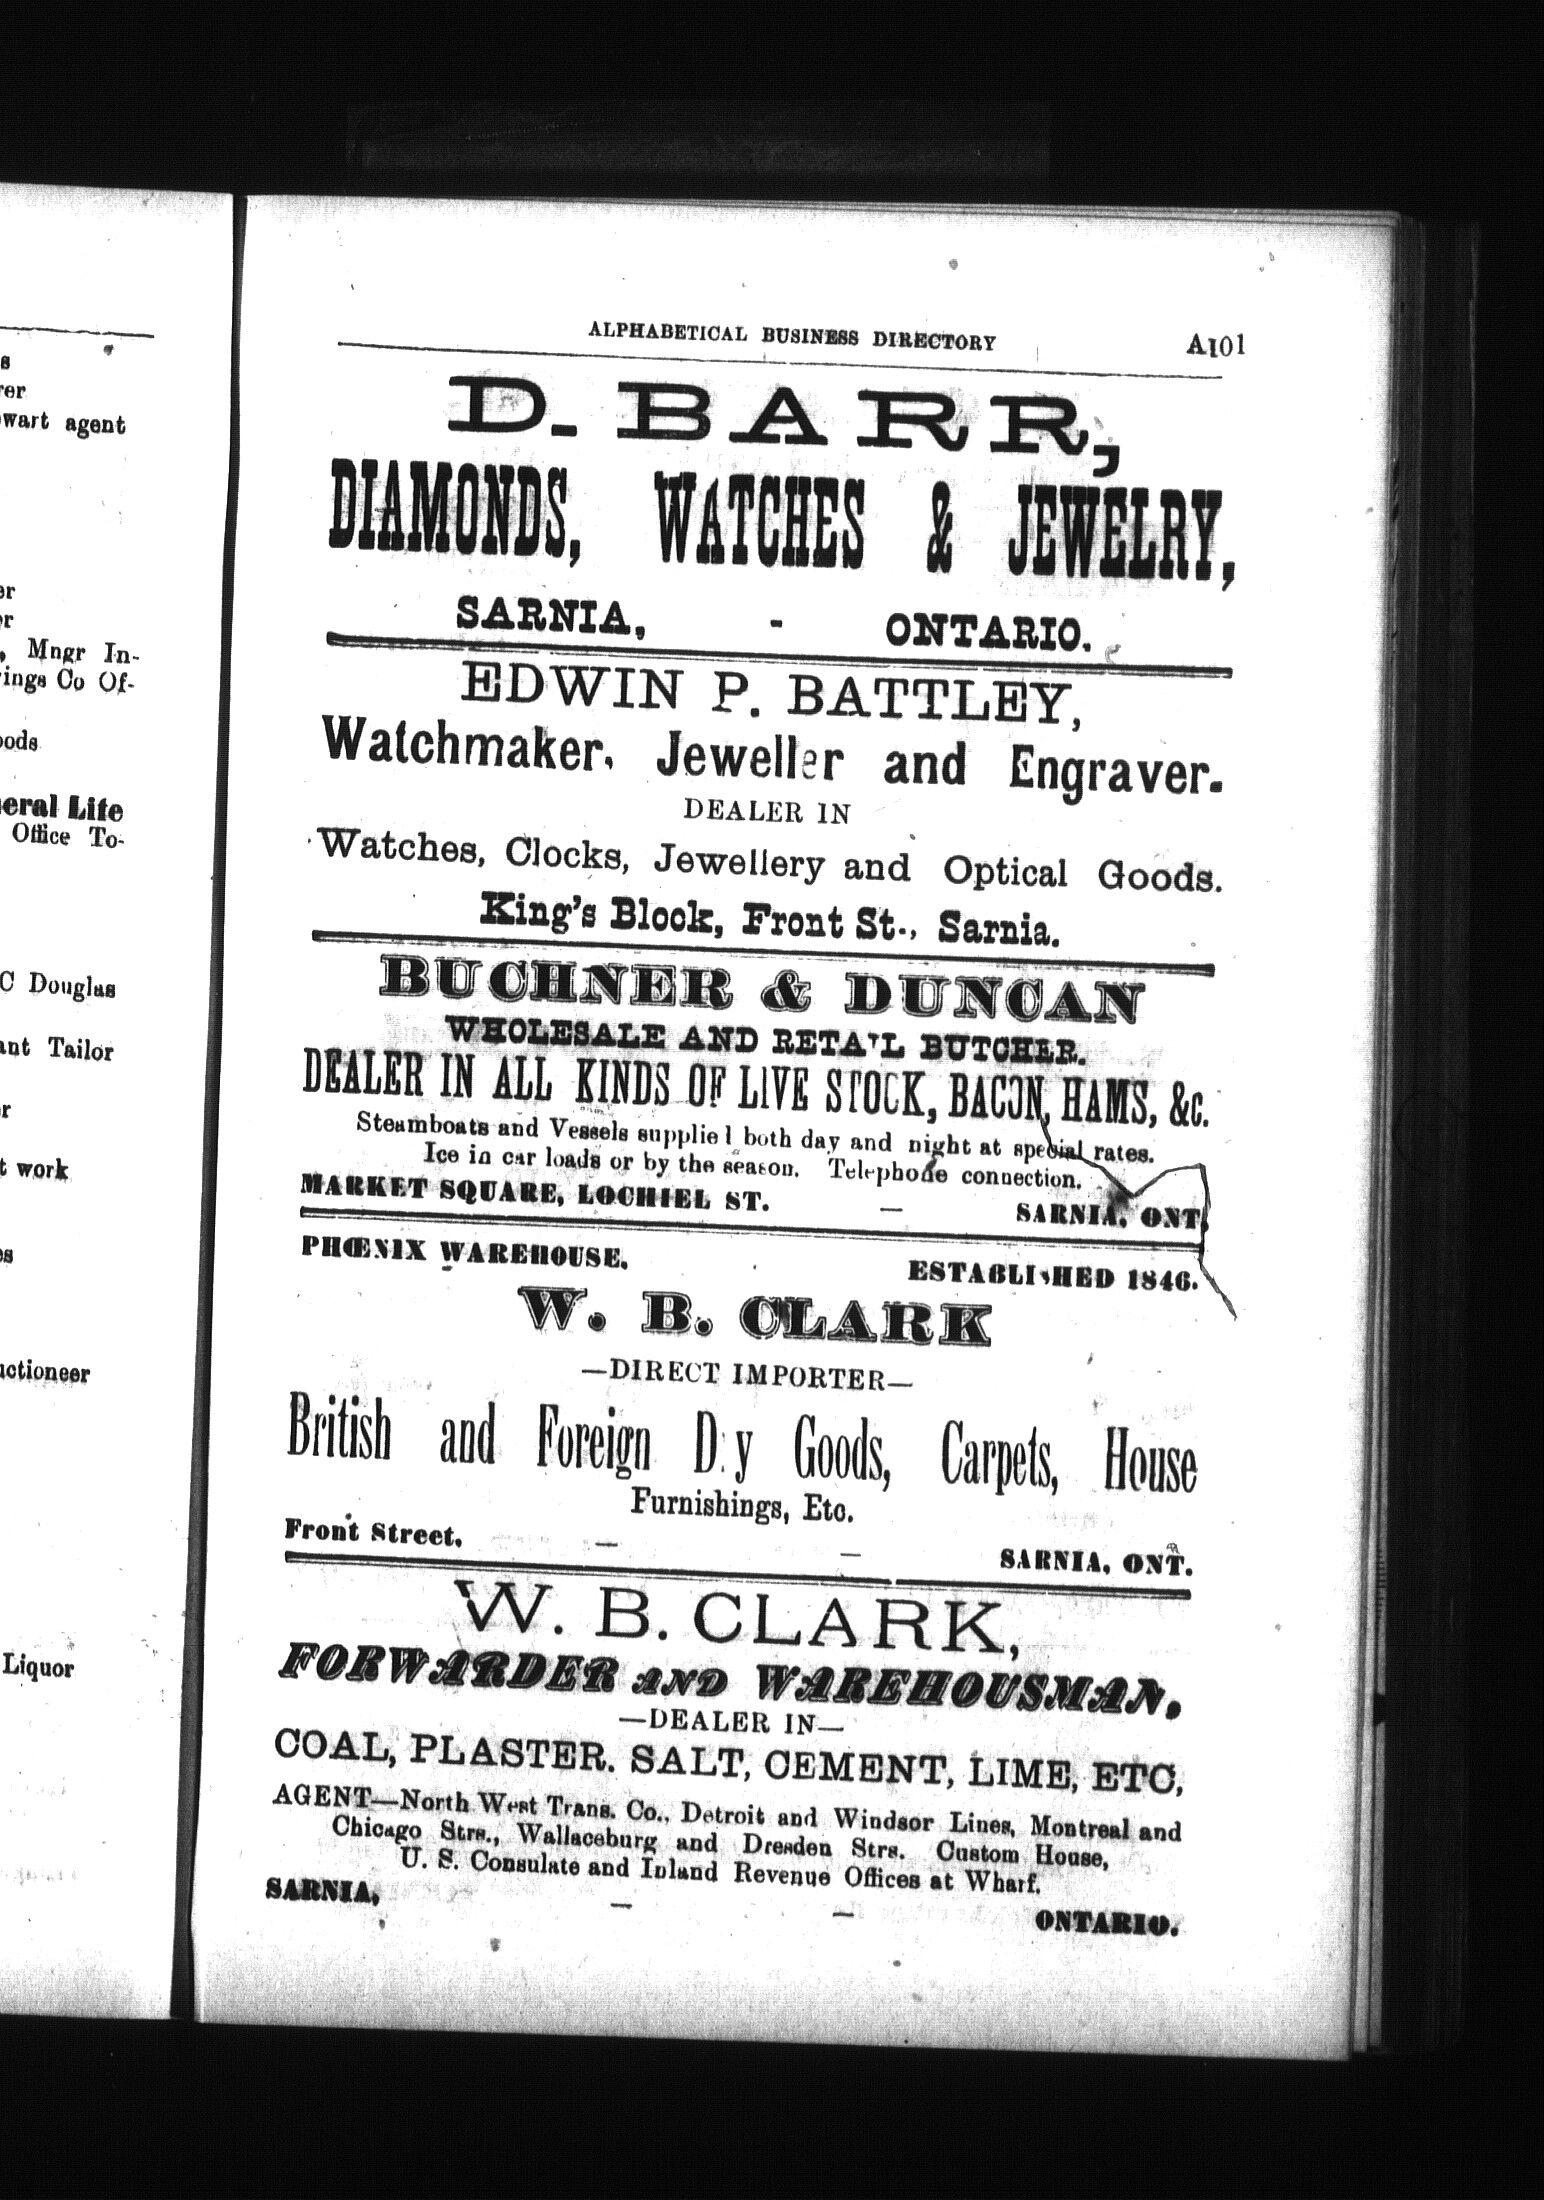 s
rer
wart agent
er
er
, Mngr In-
ings Co Of-
oods
eral Life
Office To-
C Douglas
ant Tailor
r
t work
es
uctioneer
Liquor
ALPHABETICAL BUSINESS DIRECTORY A101
D. BARR,
DIAMONDS, WATCHES & JEWELRY,
SARNIA, - ONTARIO.
EDWIN P. BATTLEY,
Watchmaker, Jeweller and Engraver.
DEALER IN
Watches, Clocks, Jewellery and Optical Goods.
King's Block, Front St., Sarnia.
BUCHNER & DUNCAN
WHOLESALE AND RETAIL BUTCHER.
DEALER IN ALL KINDS OF LIVE STOCK, BACON, HAMS, &c.
Steamboats and Vessels supplied both day and night at special rates.
Ice in car loads or by the season. Telephone connection.
MARKET SQUARE, LOCHIEL ST. — SARNIA, ONT.
PHŒNIX WAREHOUSE. ESTABLISHED 1846.
W. B. CLARK
—DIRECT IMPORTER—
British and Foreign Dry Goods, Carpets, House
Furnishings, Etc.
Front Street. — — SARNIA, ONT.
W. B. CLARK,
FORWARDER AND WAREHOUSMAN,
—DEALER IN—
COAL, PLASTER. SALT, CEMENT, LIME, ETC,
AGENT—North West Trans. Co., Detroit and Windsor Lines, Montreal and
Chicago Strs., Wallaceburg and Dresden Strs. Custom House,
U. S. Consulate and Inland Revenue Offices at Wharf.
SARNIA, — — ONTARIO.